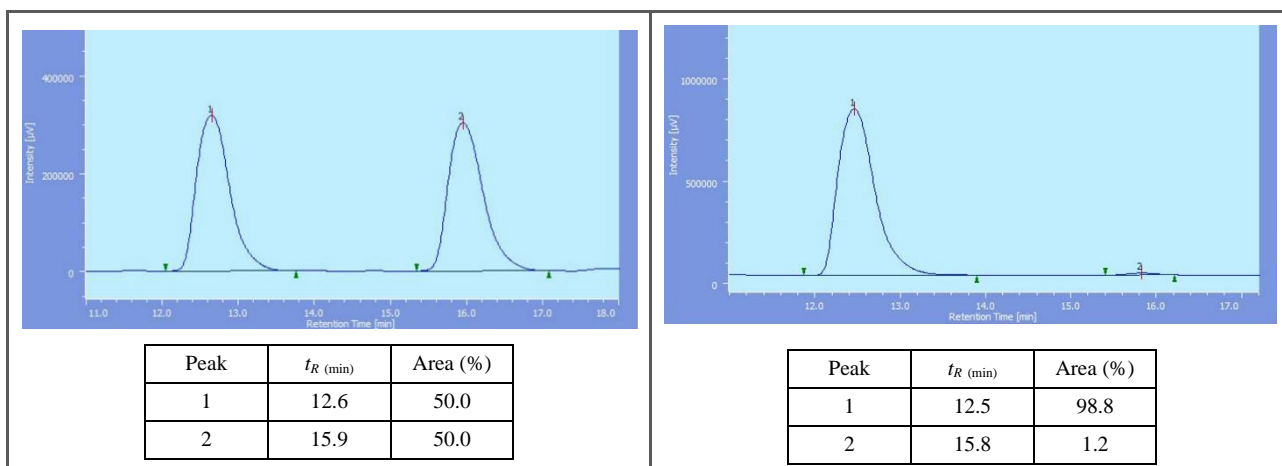 400000
200000
0
Intensity [µV]
1
2
11.0 12.0 13.0 14.0 15.0 16.0 17.0 18.0
Retention Time [min]
Peak tR (min) Area (%)
1 12.6 50.0
2 15.9 50.0
1000000
500000
0
Intensity [µV]
1
2
12.0 13.0 14.0 15.0 16.0 17.0
Retention Time [min]
Peak tR (min) Area (%)
1 12.5 98.8
2 15.8 1.2